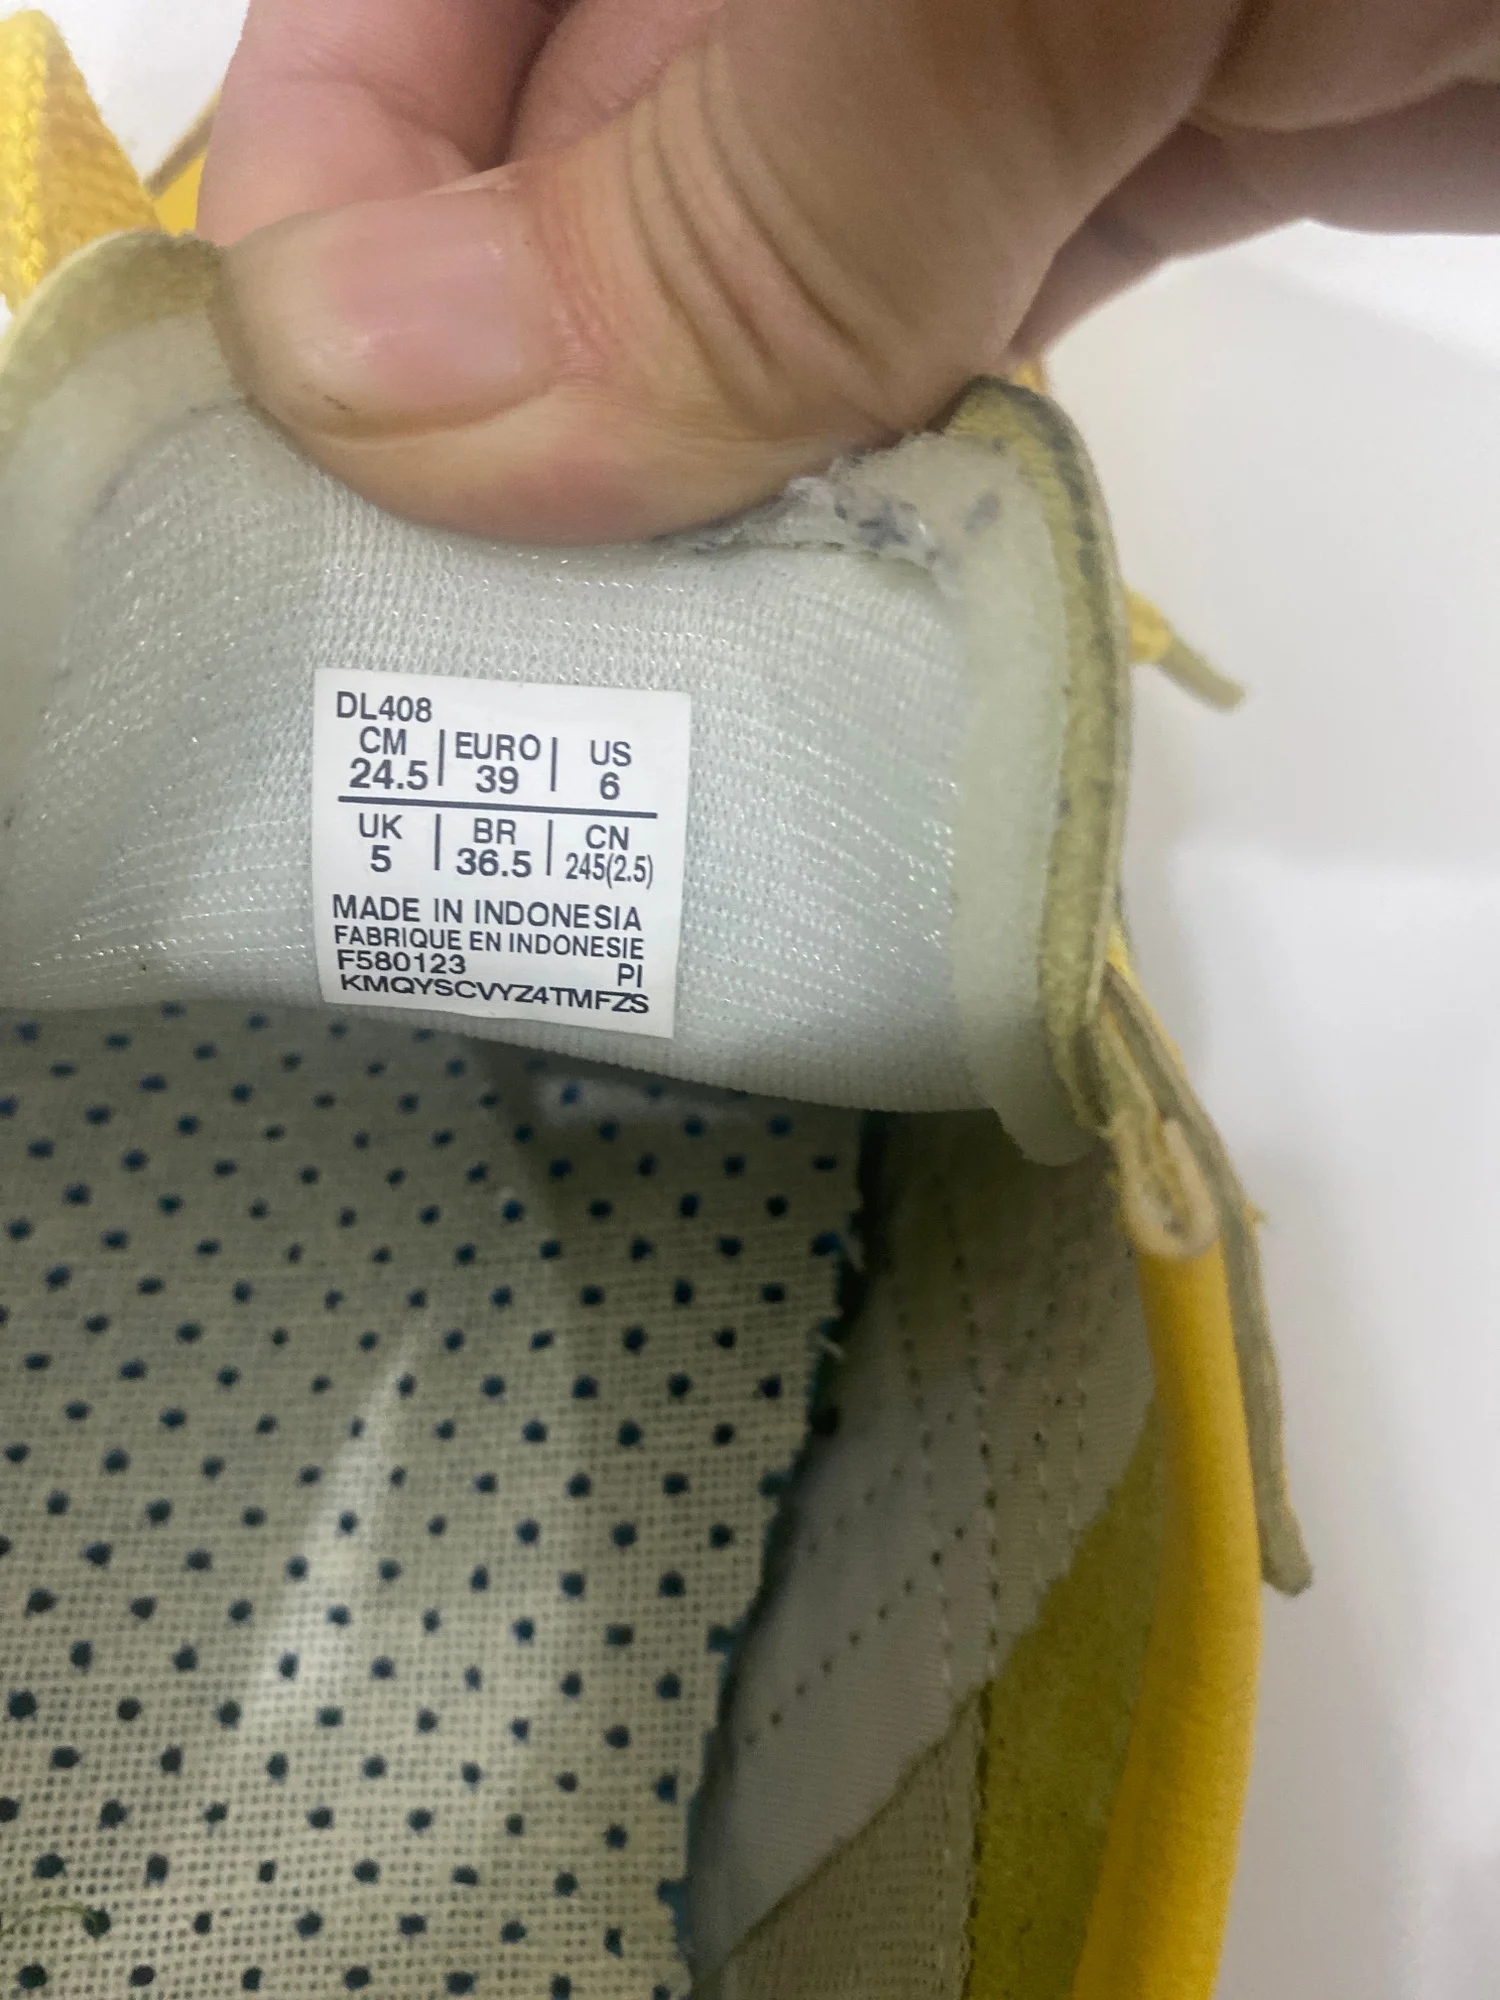 DL408
CM | EURO | US
24.5 | 39 | 6
UK | BR | CN
5 | 36.5 | 245(2.5)
MADE IN INDONESIA
FABRIQUE EN INDONESIE
F580123 PI
KMQYSCVYZ4TMFZS